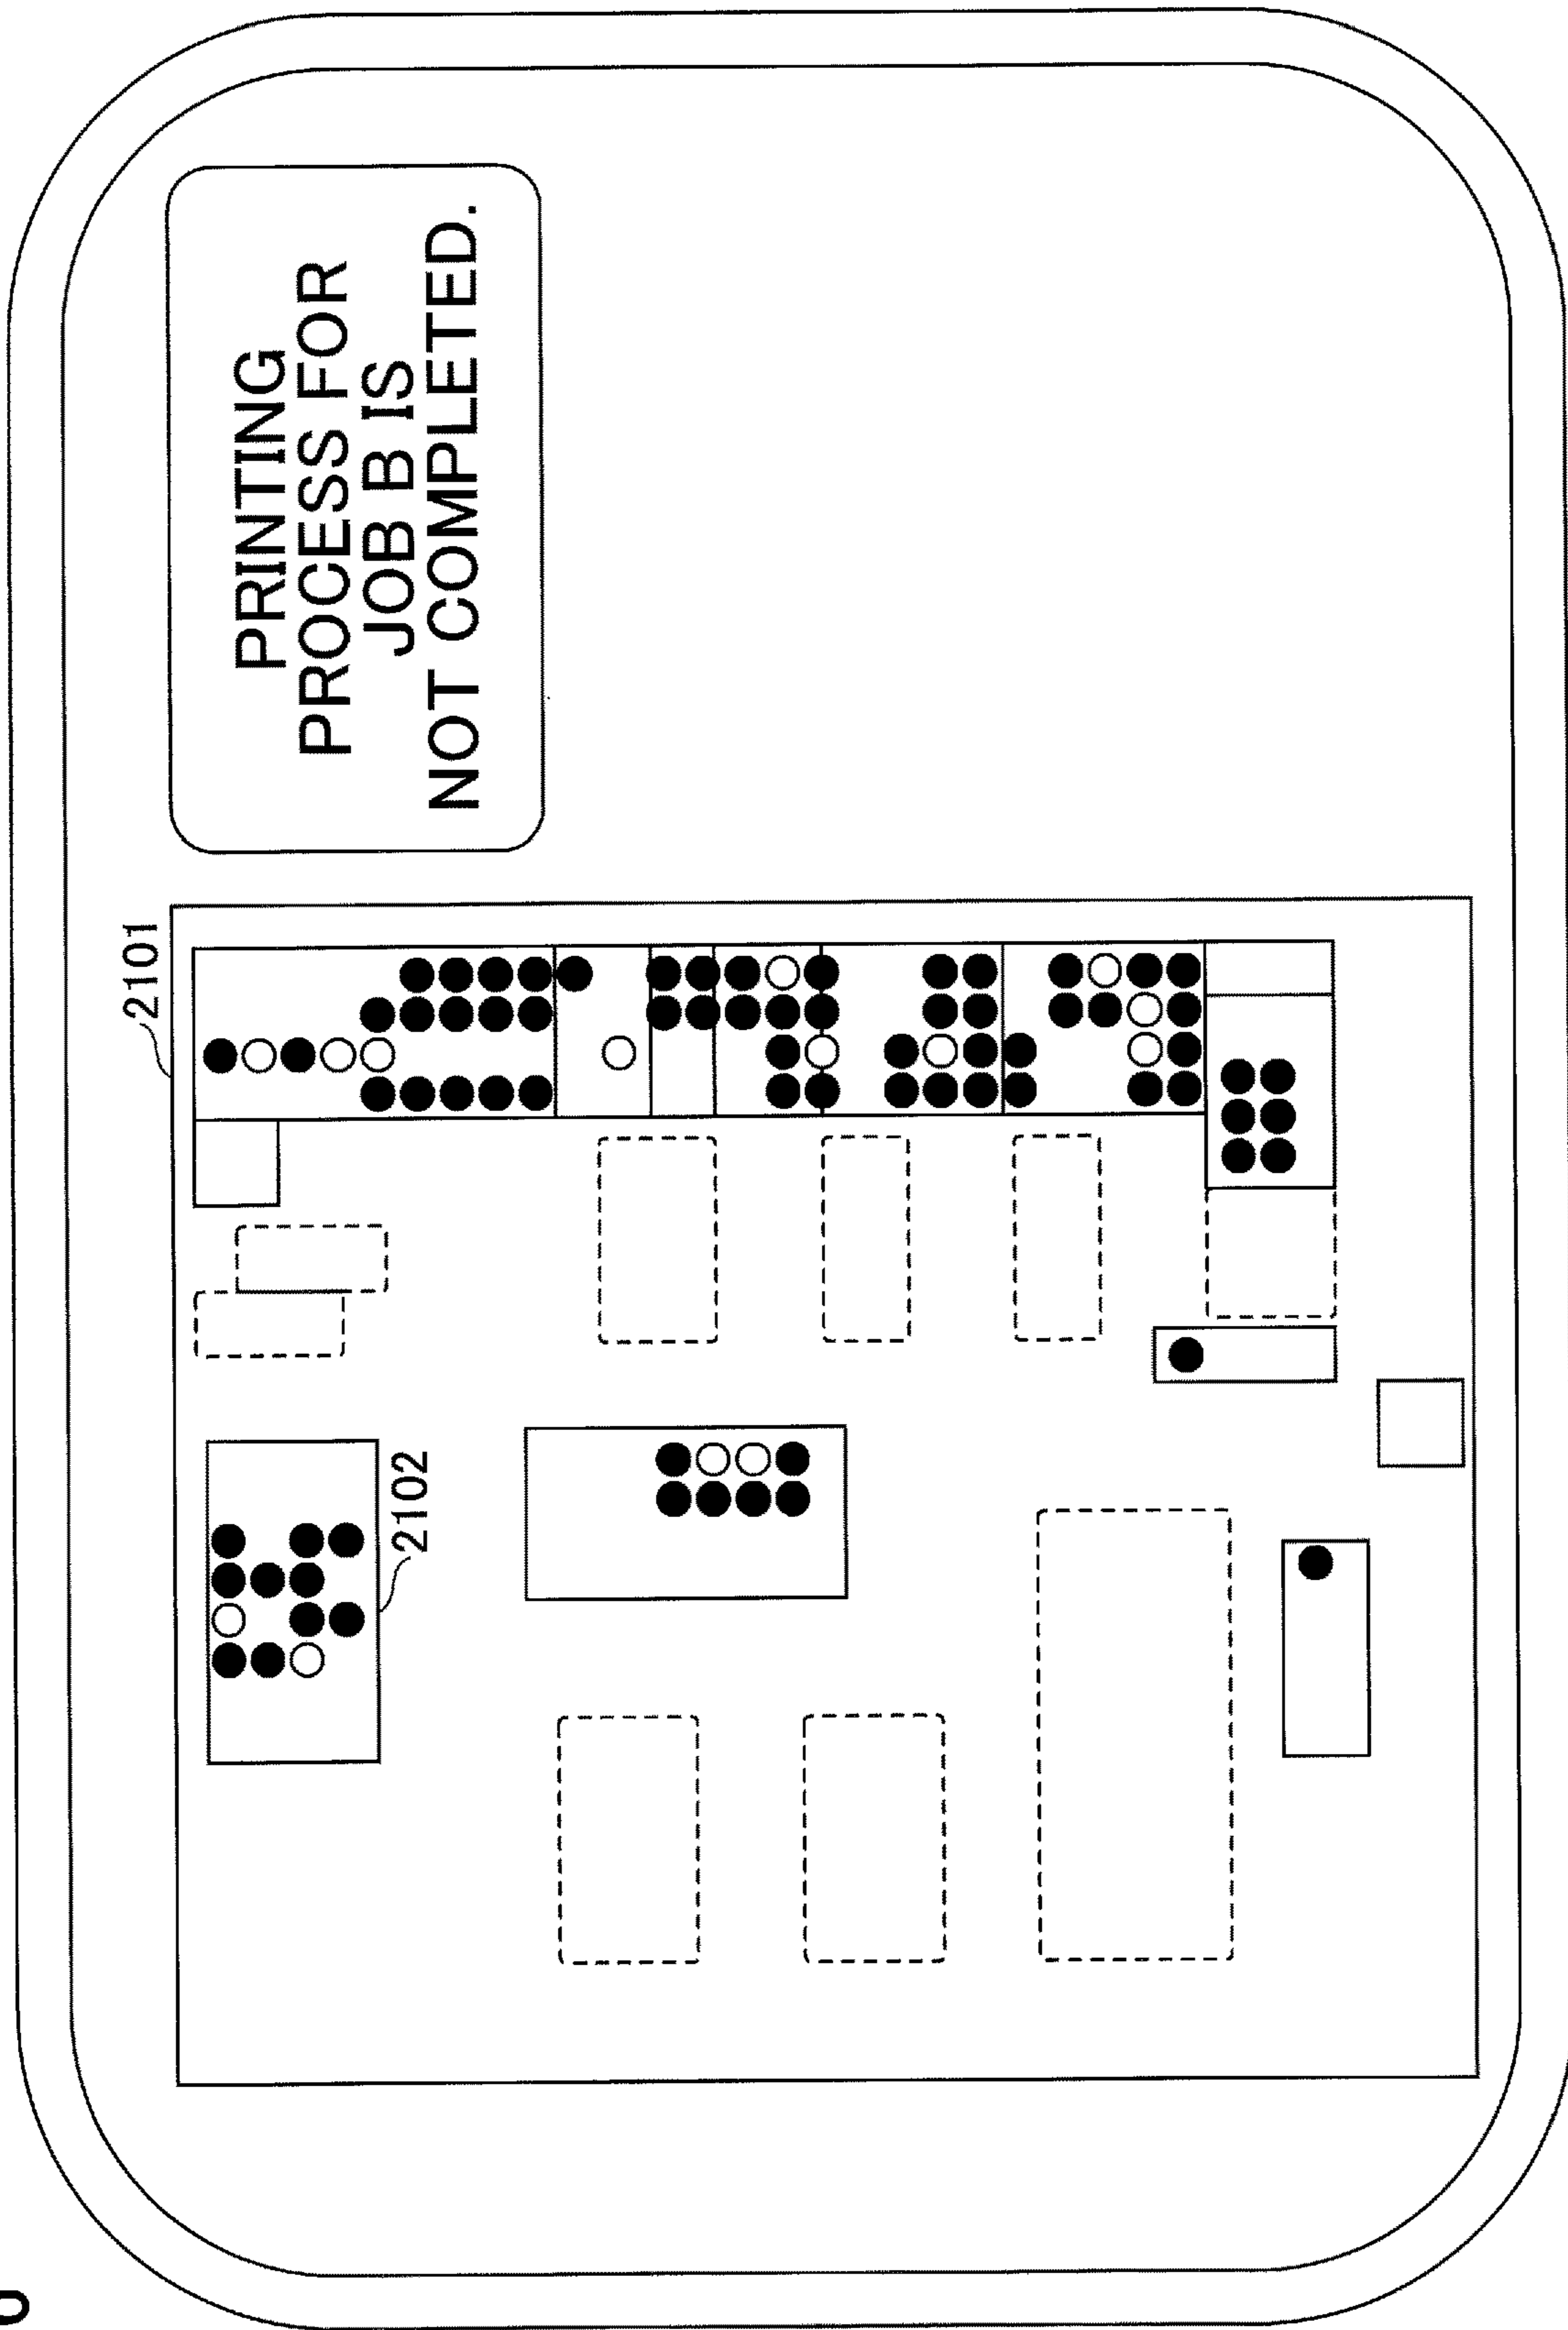 PRINTING
PROCESS FOR
JOB B IS
NOT COMPLETED.
2101
2102